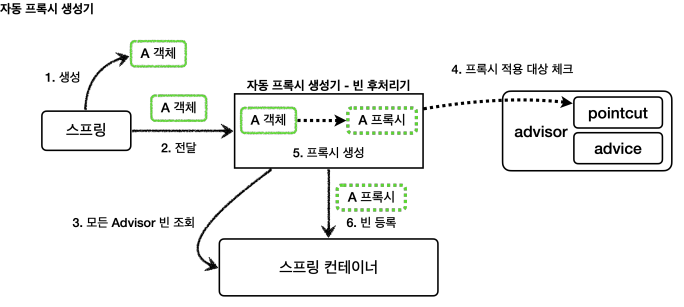 자동 프록시 생성기
A 객체
1. 생성
자동 프록시 생성기 - 빈 후처리기
4. 프록시 적용 대상 체크
A 객체
스프링
2. 전달
A 객체
A 프록시
5. 프록시 생성
advisor
pointcut
advice
3. 모든 Advisor 빈 조회
A 프록시
6. 빈 등록
스프링 컨테이너